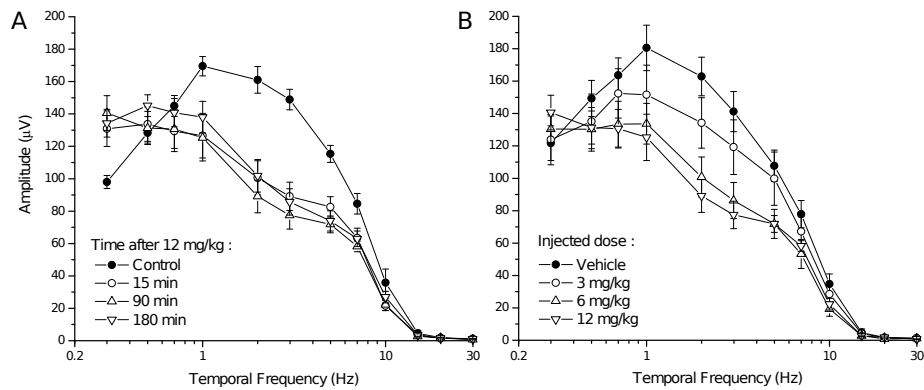 A
Amplitude (µV)
200
180
160
140
120
100
80
60
40
20
0
Time after 12 mg/kg :
Control
15 min
90 min
180 min
0.2
1
10
30
Temporal Frequency (Hz)
B
200
180
160
140
120
100
80
60
40
20
0
Injected dose :
Vehicle
3 mg/kg
6 mg/kg
12 mg/kg
0.2
1
10
30
Temporal Frequency (Hz)